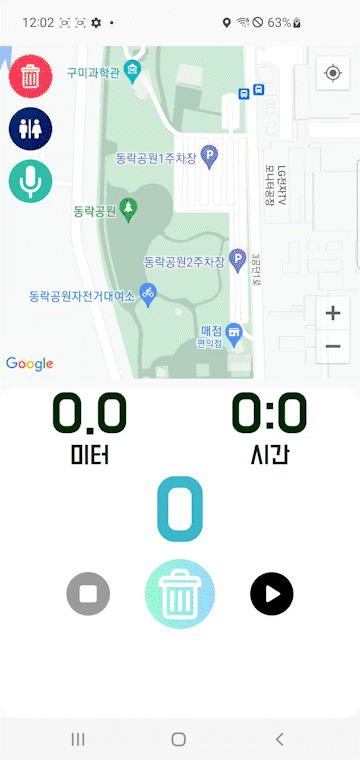 12:02
63%
구미과학관
동락공원1주차장
LG전자TV
모니터공장
동락공원
동락공원2주차장
3공단1로
동락공원자전거대여소
매점
편의점
Google
0.0
0:0
미터
시간
0